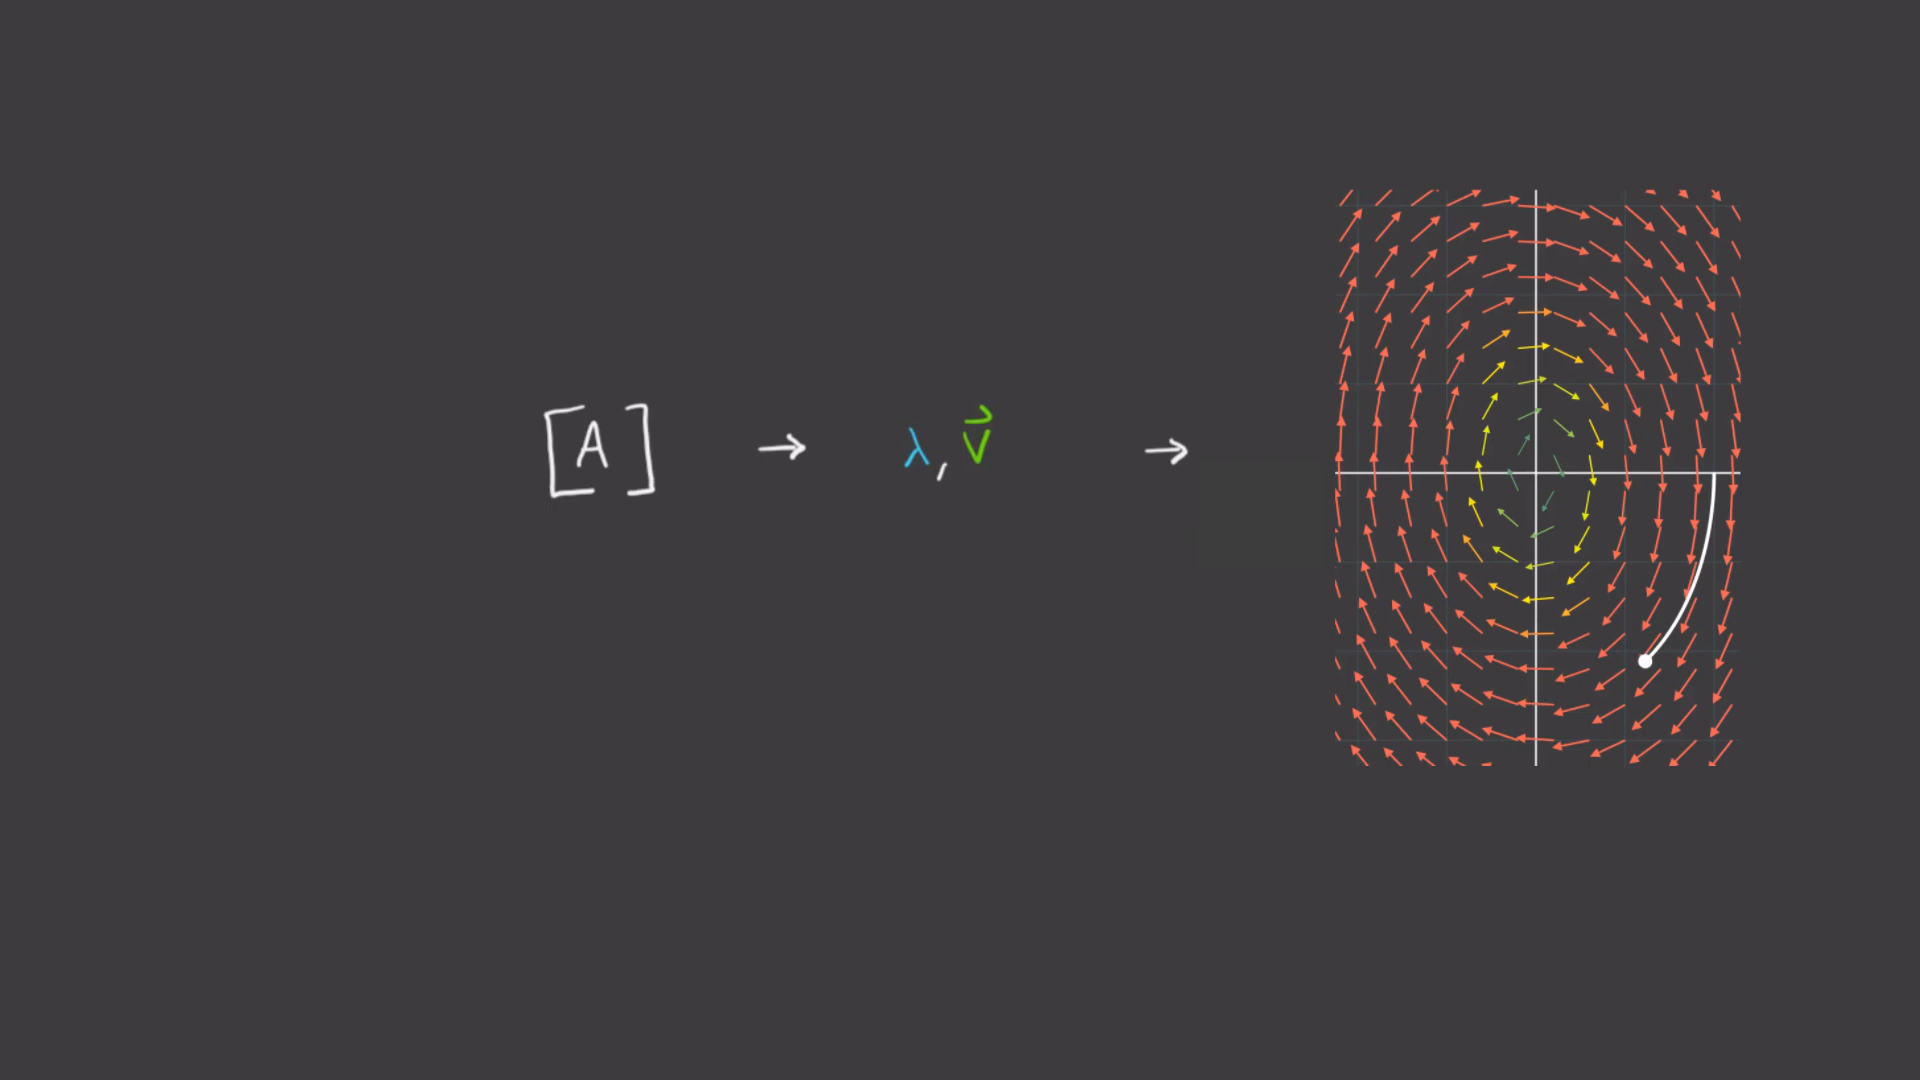 [A] → λ, v⃗ →